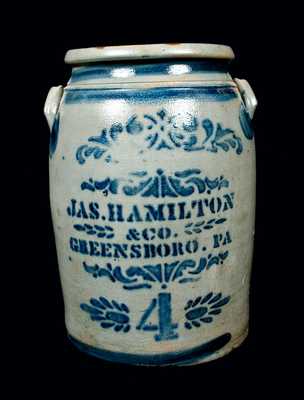 JAS. HAMILTON
& CO.
GREENSBORO. PA
4